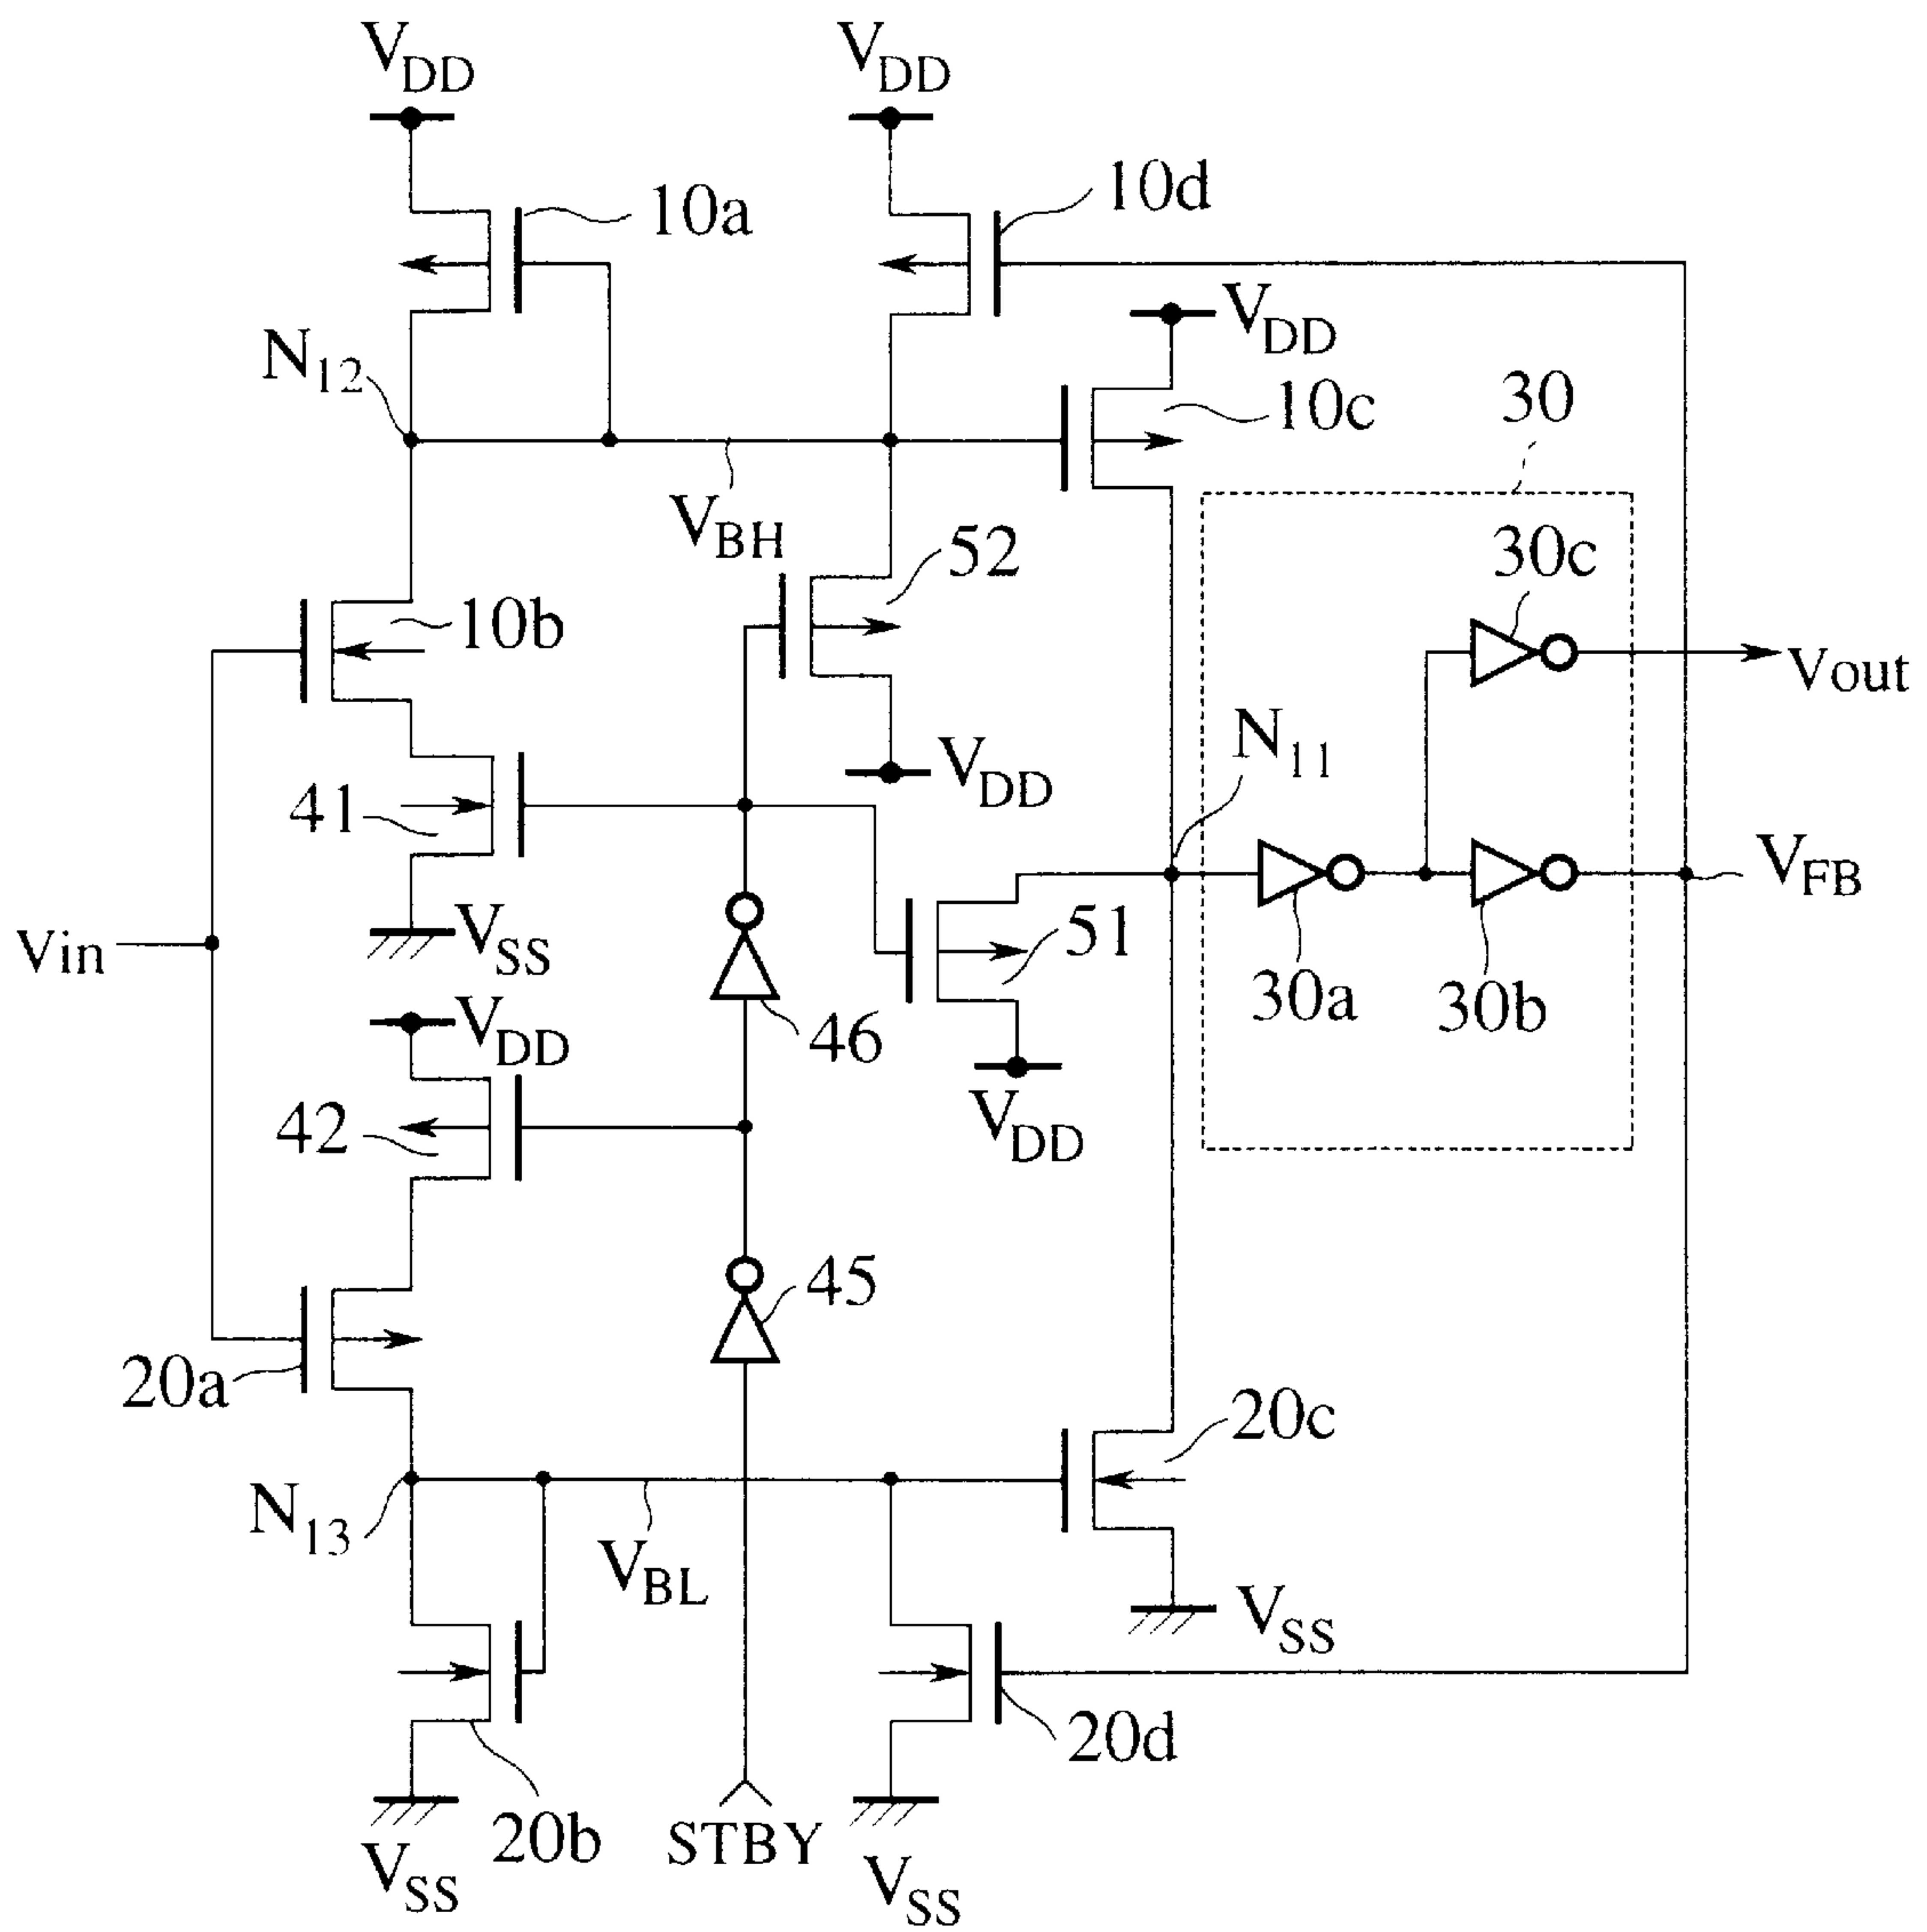 VDD
VDD
10a
10d
VDD
N12
10c
30
VBH
52
30c
10b
Vout
VDD
N11
41
VFB
Vin
VSS
51
30a
30b
VDD
46
VDD
42
45
20a
20c
N13
VBL
VSS
20d
20b
STBY
VSS
VSS